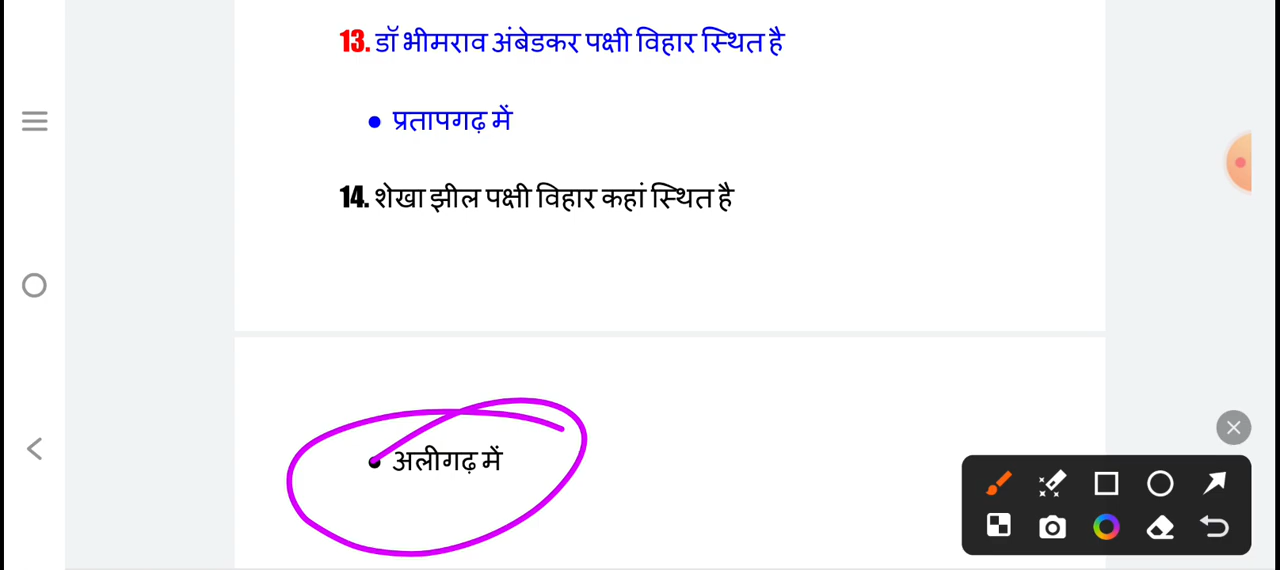 13. डॉ भीमराव अंबेडकर पक्षी विहार स्थित है
• प्रतापगढ़ में
14. शेखा झील पक्षी विहार कहां स्थित है
• अलीगढ़ में